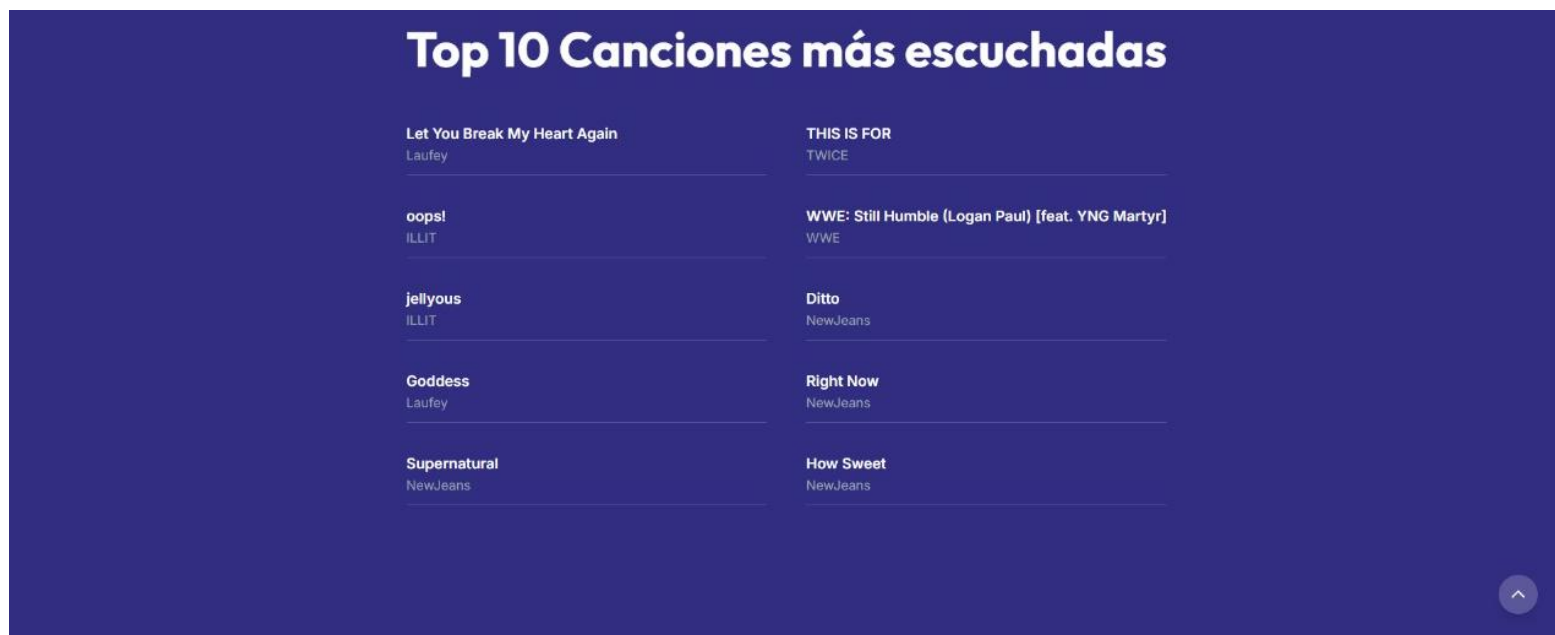 Top 10 Canciones más escuchadas
Let You Break My Heart Again
Laufey
THIS IS FOR
TWICE
oops!
ILLIT
WWE: Still Humble (Logan Paul) [feat. YNG Martyr]
WWE
jellyous
ILLIT
Ditto
NewJeans
Goddess
Laufey
Right Now
NewJeans
Supernatural
NewJeans
How Sweet
NewJeans